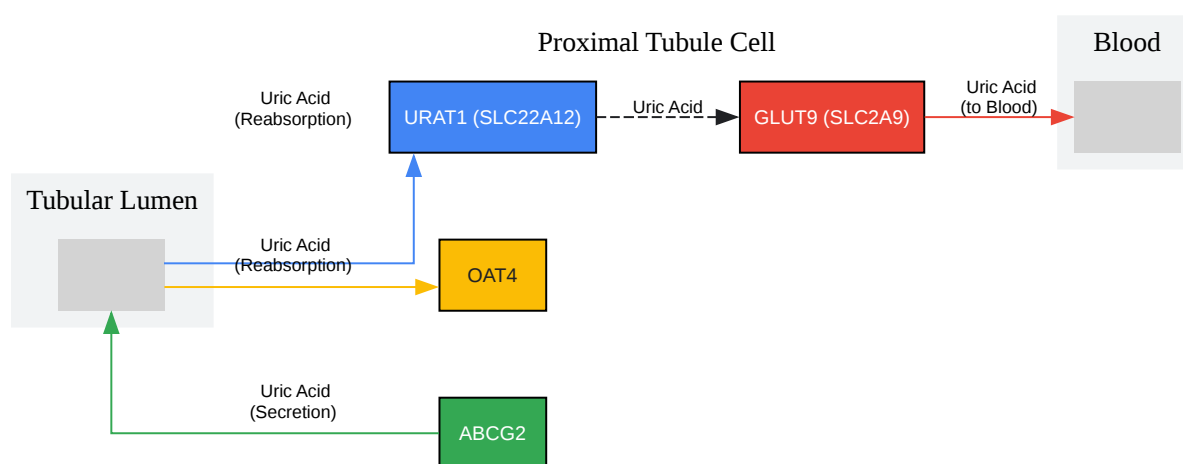 Proximal Tubule Cell
Blood
Uric Acid
(Reabsorption)
URAT1 (SLC22A12)
Uric Acid
GLUT9 (SLC2A9)
Uric Acid
(to Blood)
Tubular Lumen
Uric Acid
(Reabsorption)
OAT4
Uric Acid
(Secretion)
ABCG2